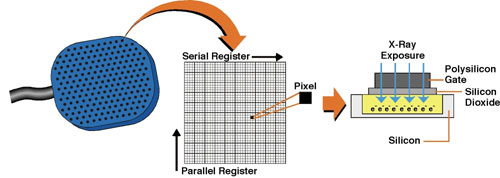 Serial Register
Pixel
Parallel Register
X-Ray
Exposure
Polysilicon
Gate
Silicon
Dioxide
Silicon